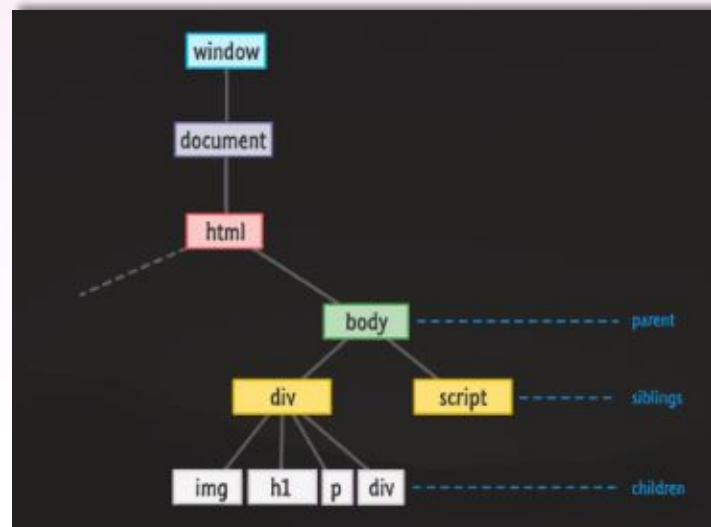 window
document
html
body parent
div script siblings
img h1 p div children